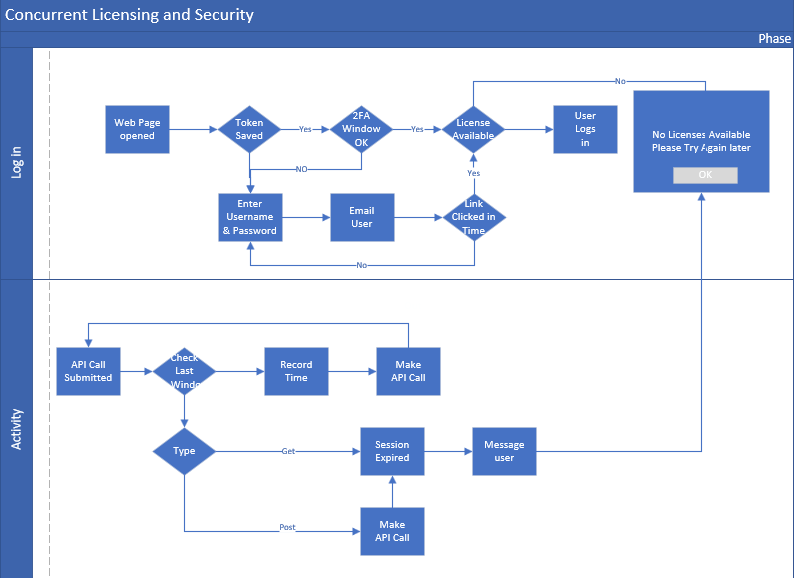 Concurrent Licensing and Security
Phase
Log in
No
Web Page
opened
Token
Saved
Yes
2FA
Window
OK
Yes
License
Available
User
Logs
in
No Licenses Available
Please Try Again later
OK
NO
Yes
Enter
Username
& Password
Email
User
Link
Clicked in
Time
No
Activity
API Call
Submitted
Check
Last
Windo
Record
Time
Make
API Call
Type
Get
Session
Expired
Message
user
Post
Make
API Call